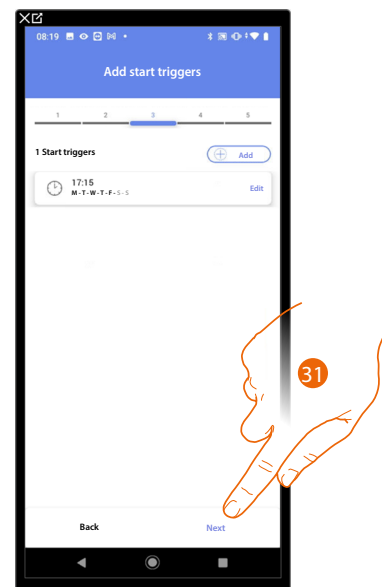 08:19
Add start triggers
1 2 3 4 5
1 Start triggers
Add
17:15
M-T-W-T-F-S-S
Edit
31
Back Next